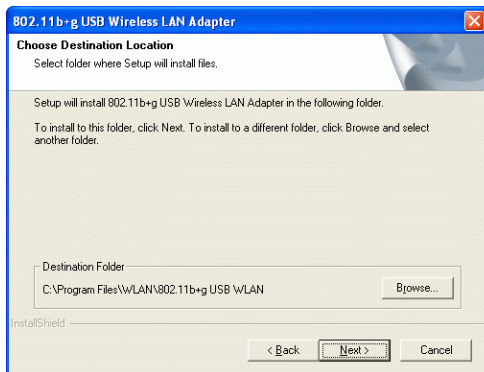 802.11b+g USB Wireless LAN Adapter
Choose Destination Location
Select folder where Setup will install files.
Setup will install 802.11b+g USB Wireless LAN Adapter in the following folder.
To install to this folder, click Next. To install to a different folder, click Browse and select
another folder.
Destination Folder
C:\Program Files\WLAN\802.11b+g USB WLAN
Browse...
InstallShield
< Back
Next >
Cancel